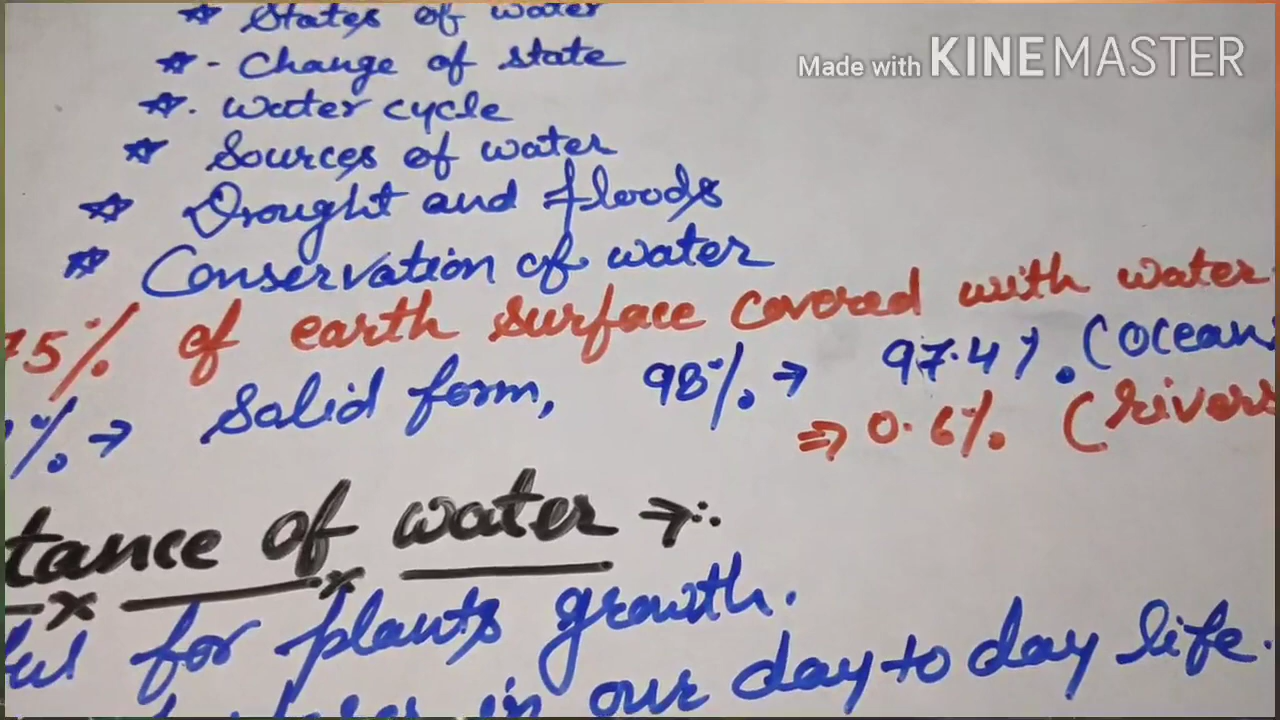 ☆ States of water
☆ - Change of state
☆ . Water cycle
☆ Sources of water
☆ Drought and floods
☆ Conservation of water
75% of earth surface covered with water
% → Solid form, 98% → 97.4% (ocean
⇒ 0.6% (rivers
tance of water →
for plants growth.
in our day to day life.
Made with KINEMASTER